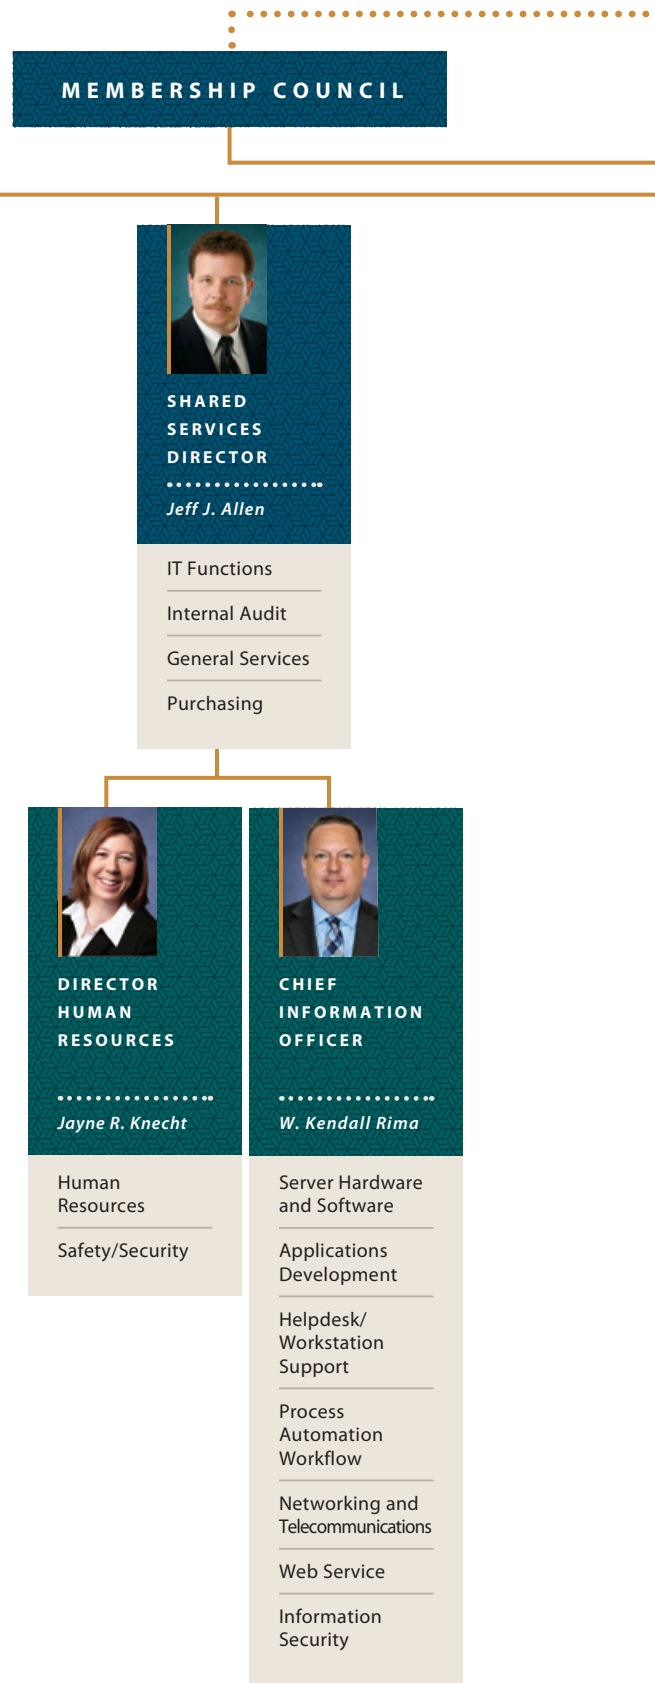 MEMBERSHIP COUNCIL
SHARED
SERVICES
DIRECTOR
Jeff J. Allen
IT Functions
Internal Audit
General Services
Purchasing
DIRECTOR
HUMAN
RESOURCES
Jayne R. Knecht
Human
Resources
Safety/Security
CHIEF
INFORMATION
OFFICER
W. Kendall Rima
Server Hardware
and Software
Applications
Development
Helpdesk/
Workstation
Support
Process
Automation
Workflow
Networking and
Telecommunications
Web Service
Information
Security